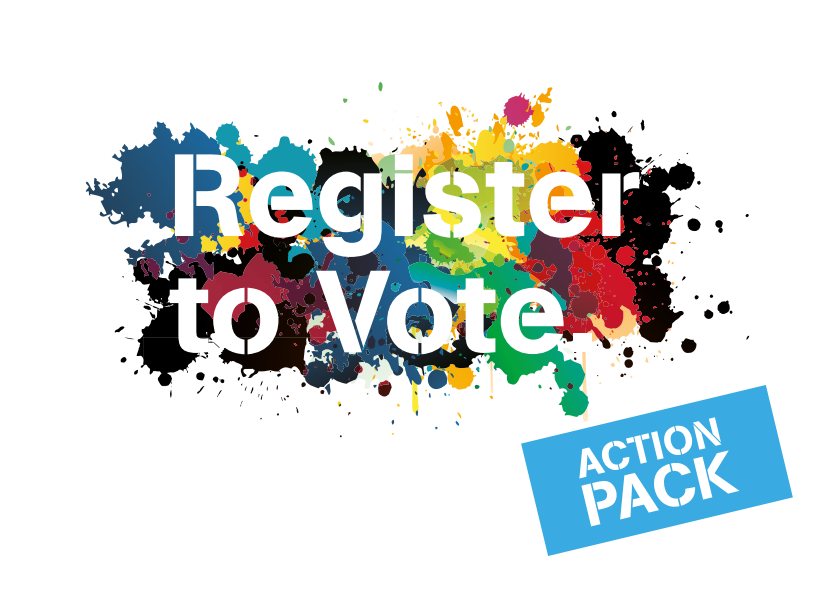 Register
to Vote
ACTION
PACK